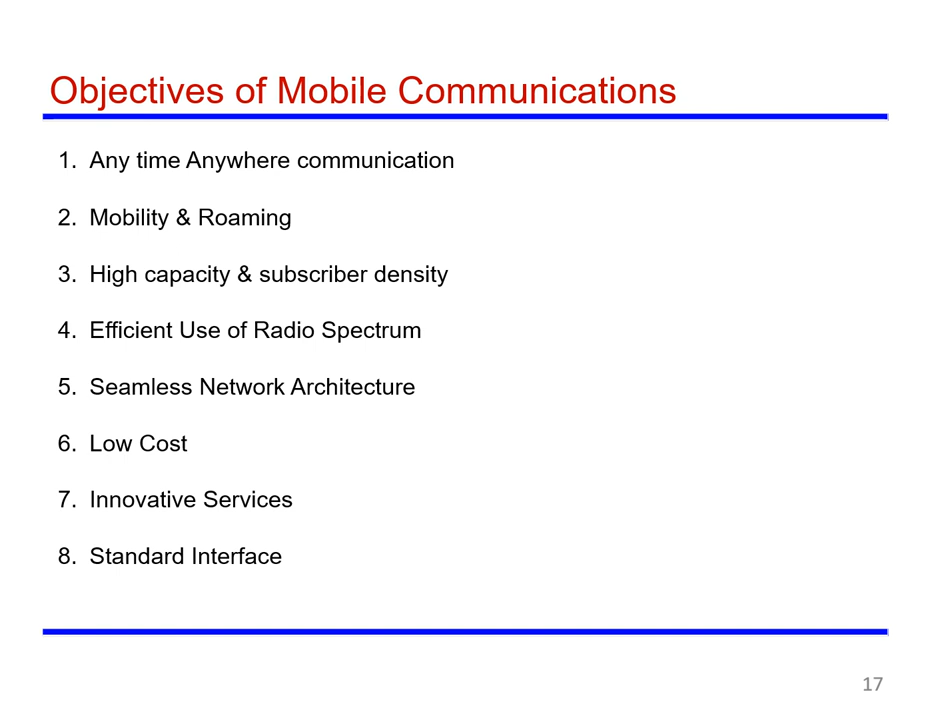 Objectives of Mobile Communications
1. Any time Anywhere communication
2. Mobility & Roaming
3. High capacity & subscriber density
4. Efficient Use of Radio Spectrum
5. Seamless Network Architecture
6. Low Cost
7. Innovative Services
8. Standard Interface
17